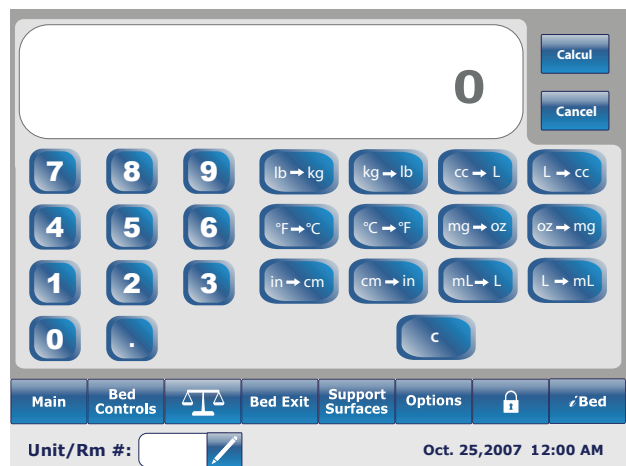 0
Calcul
Cancel
7 8 9 lb→kg kg→lb cc→L L→cc
4 5 6 °F→°C °C→°F mg→oz oz→mg
1 2 3 in→cm cm→in mL→L L→mL
0 . c
Main
Bed
Controls
Bed Exit
Support
Surfaces
Options
iBed
Unit/Rm #:
Oct. 25,2007 12:00 AM